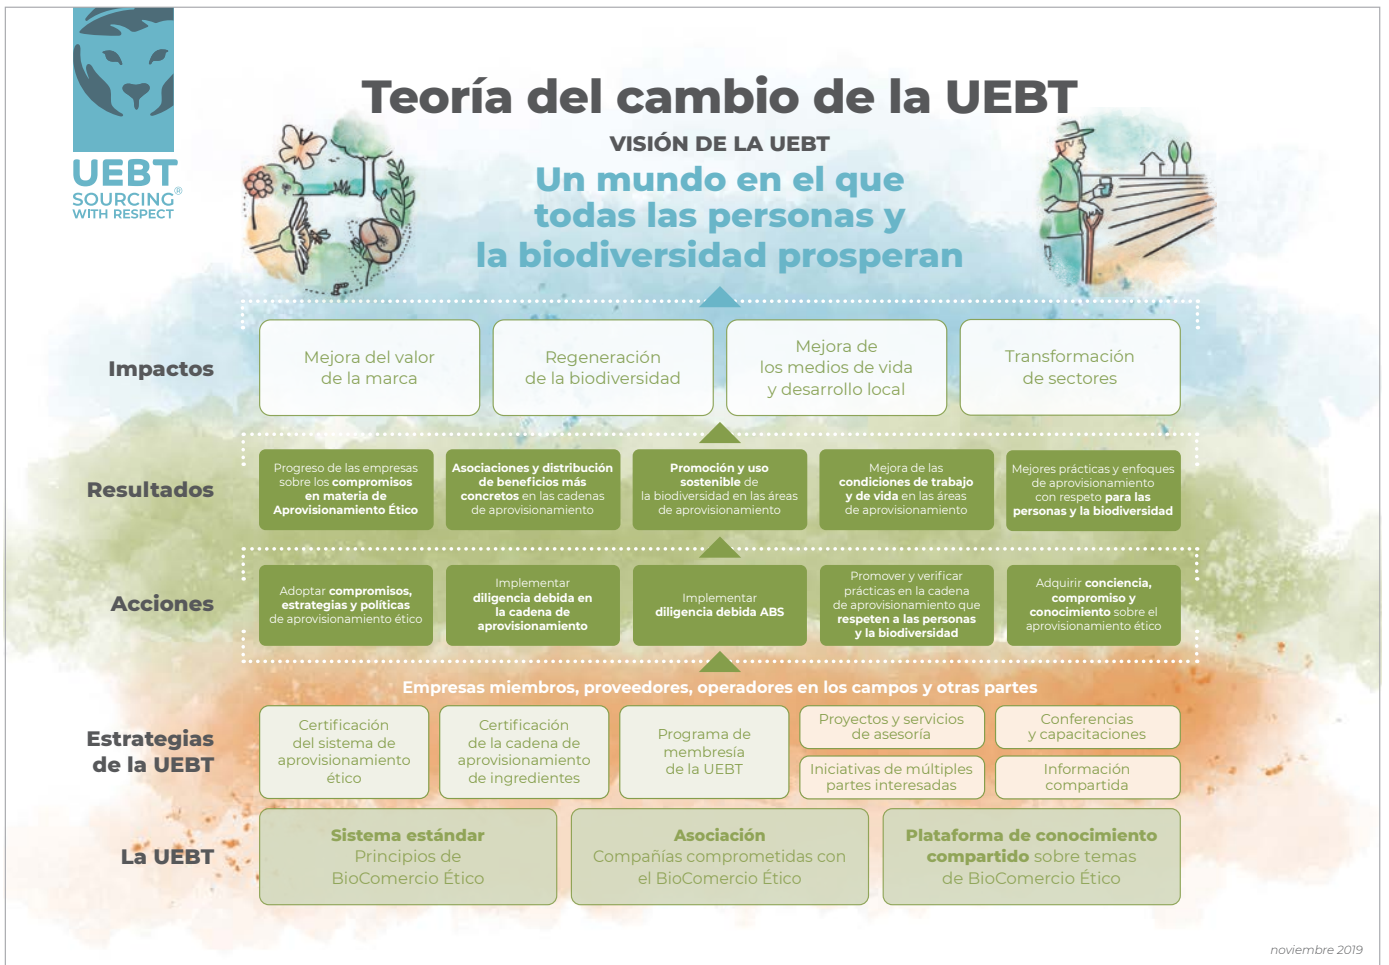 UEBT
SOURCING®
WITH RESPECT
Teoría del cambio de la UEBT
VISIÓN DE LA UEBT
Un mundo en el que
todas las personas y
la biodiversidad prosperan
Impactos
Mejora del valor
de la marca
Regeneración
de la biodiversidad
Mejora de
los medios de vida
y desarrollo local
Transformación
de sectores
Resultados
Progreso de las empresas
sobre los compromisos
en materia de
Aprovisionamiento Ético
Asociaciones y distribución
de beneficios más
concretos en las cadenas
de aprovisionamiento
Promoción y uso
sostenible de
la biodiversidad en las áreas
de aprovisionamiento
Mejora de las
condiciones de trabajo
y de vida en las áreas
de aprovisionamiento
Mejores prácticas y enfoques
de aprovisionamiento
con respeto para las
personas y la biodiversidad
Acciones
Adoptar compromisos,
estrategias y políticas
de aprovisionamiento ético
Implementar
diligencia debida en
la cadena de
aprovisionamiento
Implementar
diligencia debida ABS
Promover y verificar
prácticas en la cadena
de aprovisionamiento que
respeten a las personas
y la biodiversidad
Adquirir conciencia,
compromiso y
conocimiento sobre el
aprovisionamiento ético
Empresas miembros, proveedores, operadores en los campos y otras partes
Estrategias
de la UEBT
Certificación
del sistema de
aprovisionamiento
ético
Certificación
de la cadena de
aprovisionamiento
de ingredientes
Programa de
membresía
de la UEBT
Proyectos y servicios
de asesoría
Conferencias
y capacitaciones
Iniciativas de múltiples
partes interesadas
Información
compartida
La UEBT
Sistema estándar
Principios de
BioComercio Ético
Asociación
Compañías comprometidas con
el BioComercio Ético
Plataforma de conocimiento
compartido sobre temas
de BioComercio Ético
noviembre 2019